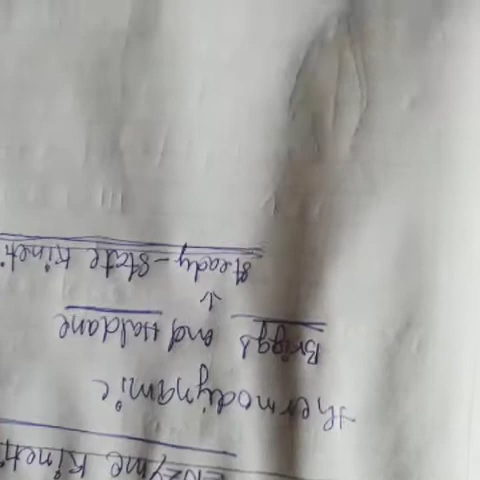 Enzyme Kineti
thermodynamic
Briggs and Haldane
↓
steady-state kineti